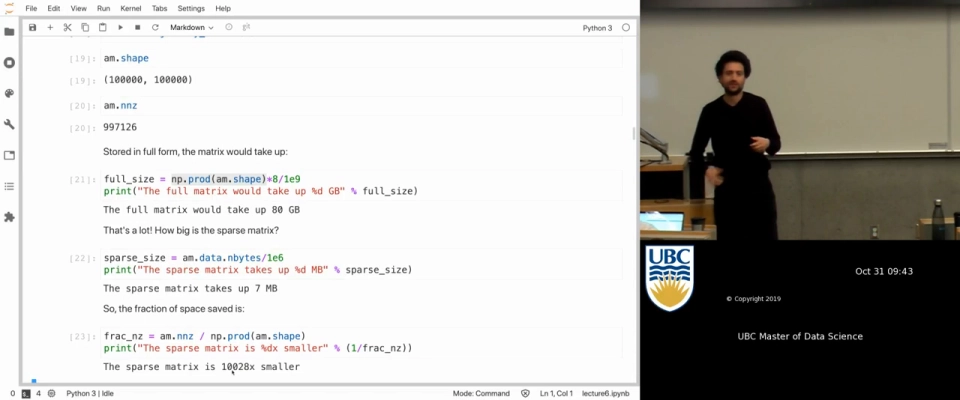 File Edit View Run Kernel Tabs Settings Help
Markdown
Python 3
[19]: am.shape
[19]: (100000, 100000)
[20]: am.nnz
[20]: 997126
Stored in full form, the matrix would take up:
[21]: full_size = np.prod(am.shape)*8/1e9
print("The full matrix would take up %d GB" % full_size)
The full matrix would take up 80 GB
That's a lot! How big is the sparse matrix?
[22]: sparse_size = am.data.nbytes/1e6
print("The sparse matrix takes up %d MB" % sparse_size)
The sparse matrix takes up 7 MB
So, the fraction of space saved is:
[23]: frac_nz = am.nnz / np.prod(am.shape)
print("The sparse matrix is %dx smaller" % (1/frac_nz))
The sparse matrix is 10028x smaller
0 4 Python 3 | Idle Mode: Command Ln 1, Col 1 lecture6.ipynb
UBC
Oct 31 09:43
© Copyright 2019
UBC Master of Data Science